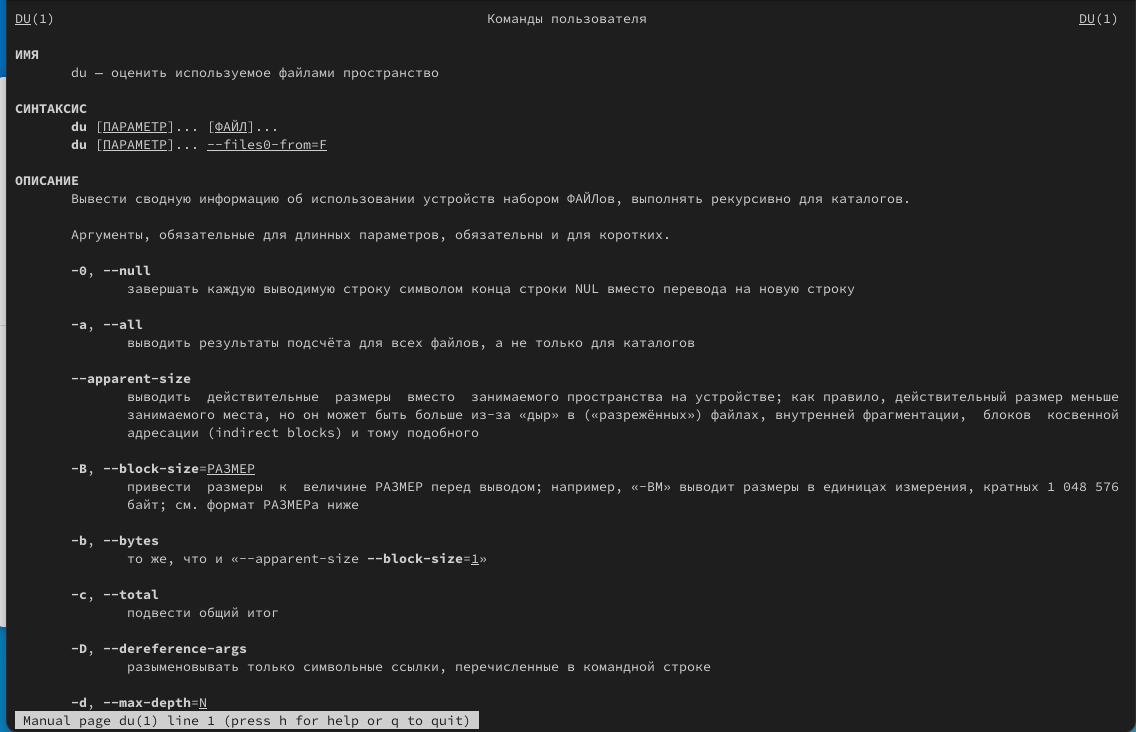 DU(1) Команды пользователя DU(1)
ИМЯ
du — оценить используемое файлами пространство
СИНТАКСИС
du [ПАРАМЕТР]... [ФАЙЛ]...
du [ПАРАМЕТР]... --files0-from=F
ОПИСАНИЕ
Вывести сводную информацию об использовании устройств набором ФАЙЛов, выполнять рекурсивно для каталогов.
Аргументы, обязательные для длинных параметров, обязательны и для коротких.
-0, --null
завершать каждую выводимую строку символом конца строки NUL вместо перевода на новую строку
-a, --all
выводить результаты подсчёта для всех файлов, а не только для каталогов
--apparent-size
выводить действительные размеры вместо занимаемого пространства на устройстве; как правило, действительный размер меньше
занимаемого места, но он может быть больше из-за «дыр» в («разрежённых») файлах, внутренней фрагментации, блоков косвенной
адресации (indirect blocks) и тому подобного
-B, --block-size=РАЗМЕР
привести размеры к величине РАЗМЕР перед выводом; например, «-BM» выводит размеры в единицах измерения, кратных 1 048 576
байт; см. формат РАЗМЕРа ниже
-b, --bytes
то же, что и «--apparent-size --block-size=1»
-c, --total
подвести общий итог
-D, --dereference-args
разыменовывать только символьные ссылки, перечисленные в командной строке
-d, --max-depth=N
Manual page du(1) line 1 (press h for help or q to quit)